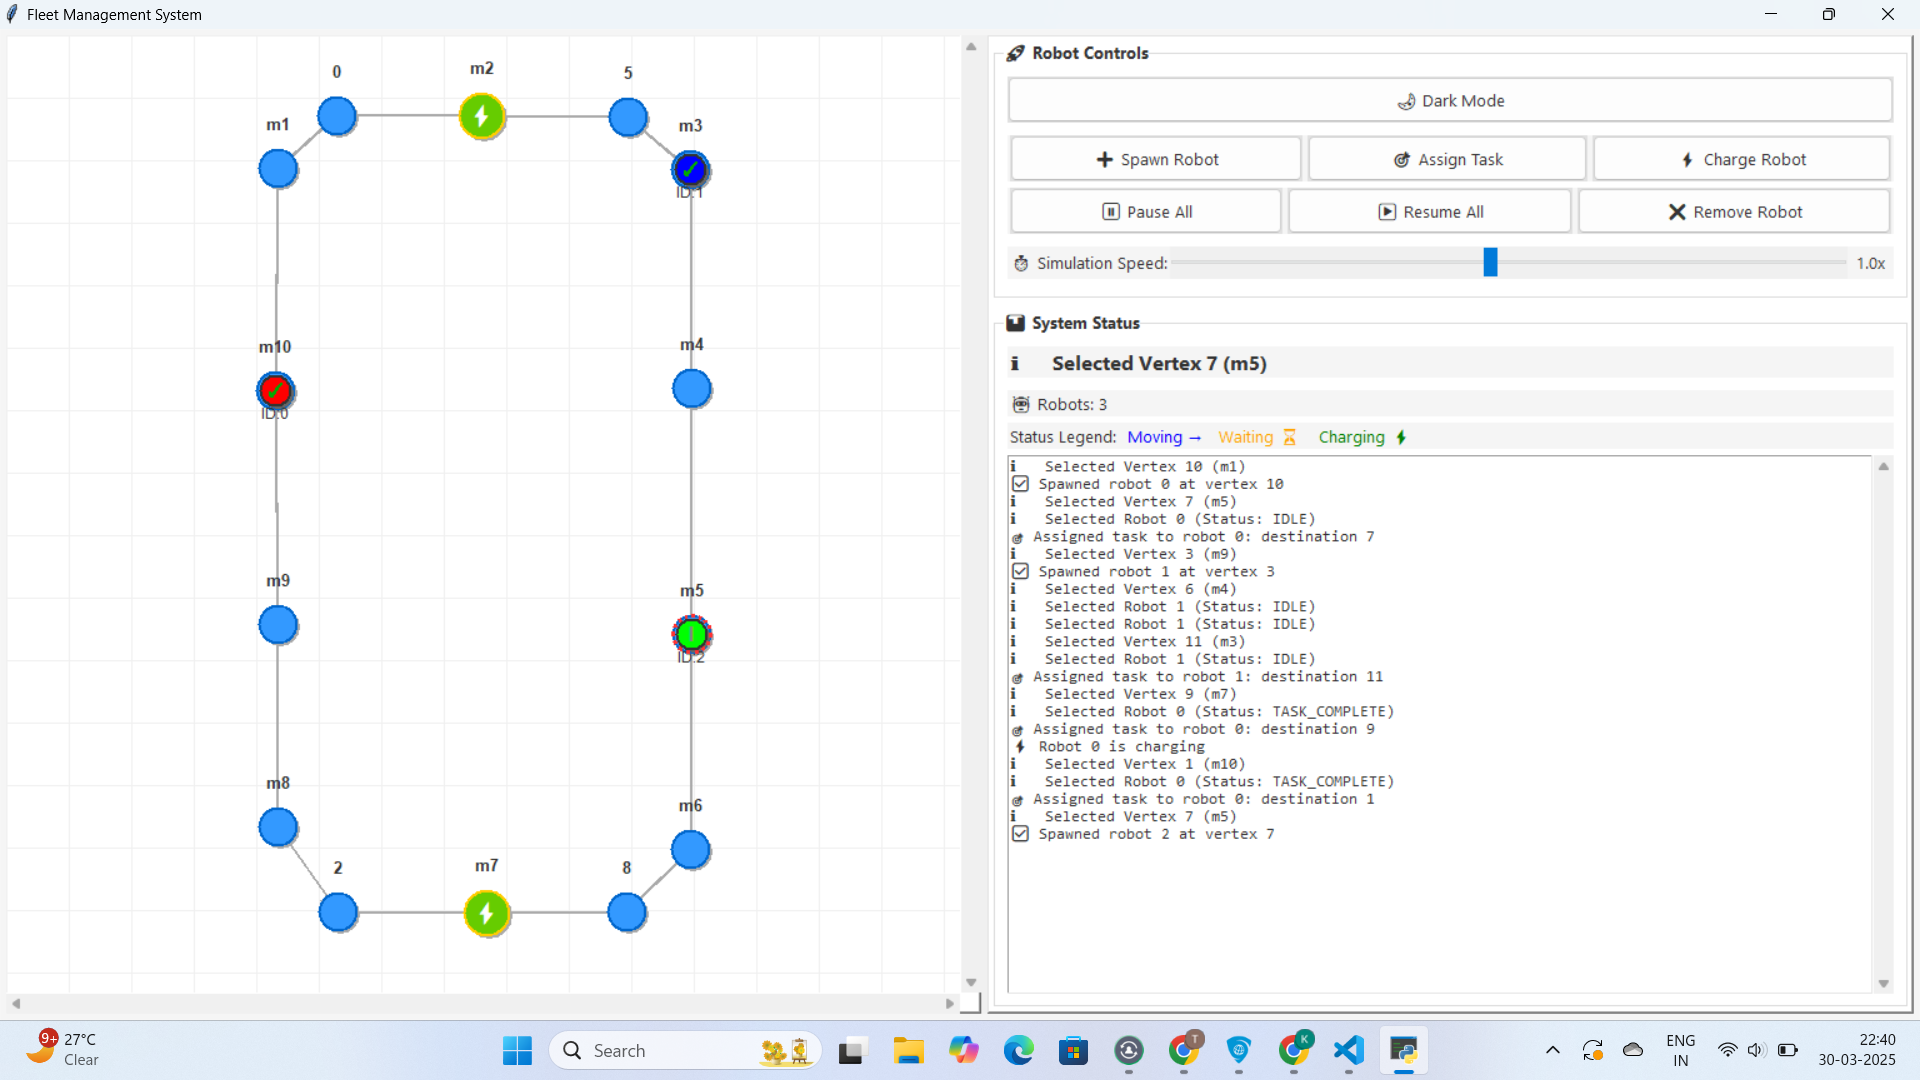 Fleet Management System
0
m2
5
m1
m3
ID:1
m10
m4
ID:0
m9
m5
ID:2
m8
m6
2
m7
8
Robot Controls
Dark Mode
Spawn Robot
Assign Task
Charge Robot
Pause All
Resume All
Remove Robot
Simulation Speed:
1.0x
System Status
Selected Vertex 7 (m5)
Robots: 3
Status Legend: Moving → Waiting ⏳ Charging ⚡
Selected Vertex 10 (m1)
Spawned robot 0 at vertex 10
Selected Vertex 7 (m5)
Selected Robot 0 (Status: IDLE)
Assigned task to robot 0: destination 7
Selected Vertex 3 (m9)
Spawned robot 1 at vertex 3
Selected Vertex 6 (m4)
Selected Robot 1 (Status: IDLE)
Selected Robot 1 (Status: IDLE)
Selected Vertex 11 (m3)
Selected Robot 1 (Status: IDLE)
Assigned task to robot 1: destination 11
Selected Vertex 9 (m7)
Selected Robot 0 (Status: TASK_COMPLETE)
Assigned task to robot 0: destination 9
Robot 0 is charging
Selected Vertex 1 (m10)
Selected Robot 0 (Status: TASK_COMPLETE)
Assigned task to robot 0: destination 1
Selected Vertex 7 (m5)
Spawned robot 2 at vertex 7
9+
27°C
Clear
Search
T
K
ENG
IN
22:40
30-03-2025